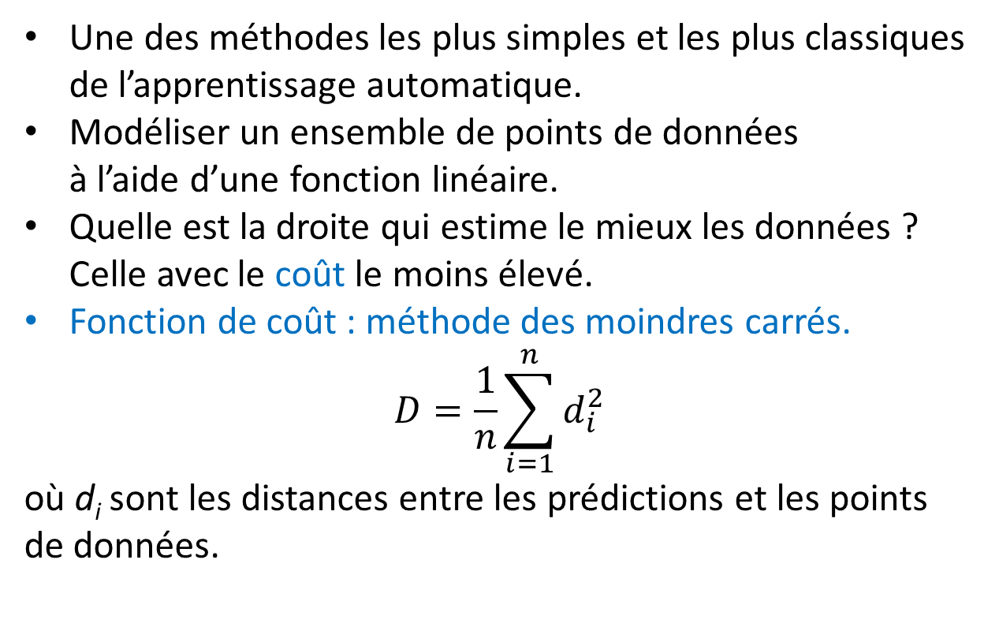 • Une des méthodes les plus simples et les plus classiques
de l’apprentissage automatique.
• Modéliser un ensemble de points de données
à l’aide d’une fonction linéaire.
• Quelle est la droite qui estime le mieux les données ?
Celle avec le coût le moins élevé.
• Fonction de coût : méthode des moindres carrés.
$D = \frac{1}{n} \sum_{i=1}^{n} d_i^2$
où d_i sont les distances entre les prédictions et les points
de données.